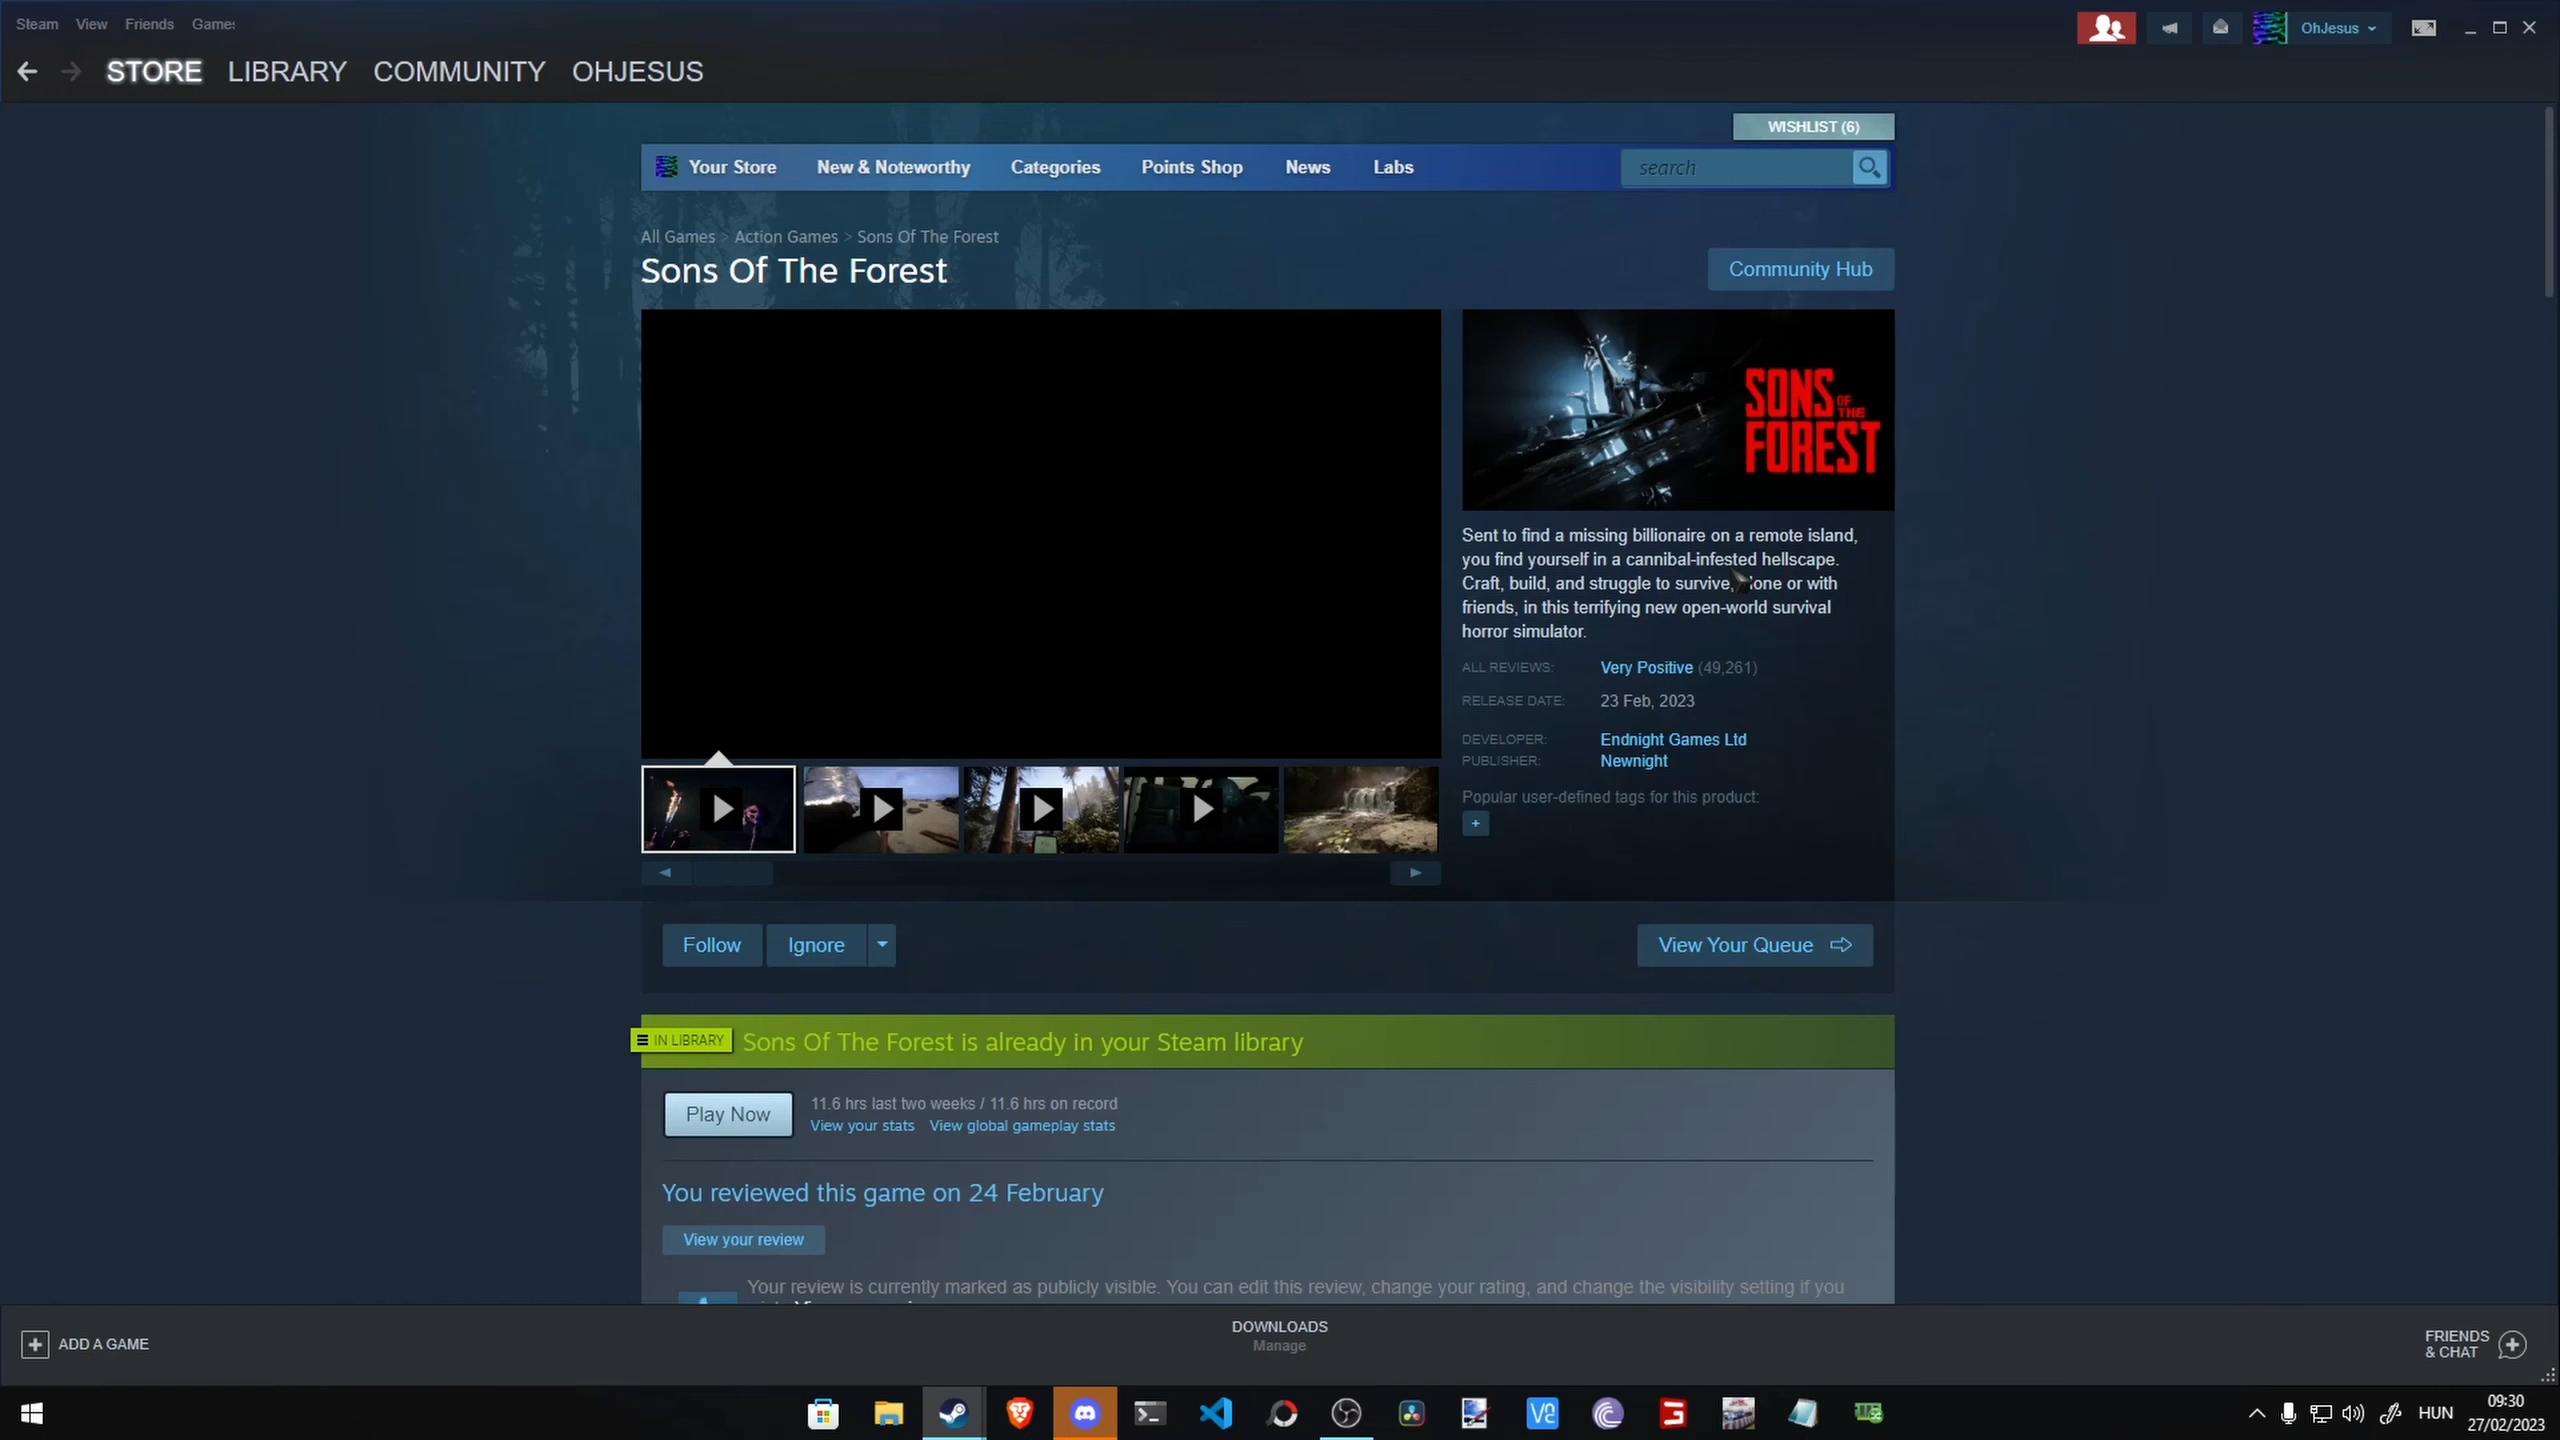 Steam View Friends Games
OhJesus
STORE LIBRARY COMMUNITY OHJESUS
WISHLIST (6)
Your Store New & Noteworthy Categories Points Shop News Labs search
All Games > Action Games > Sons Of The Forest
Sons Of The Forest
Community Hub
SONS OF THE FOREST
Sent to find a missing billionaire on a remote island,
you find yourself in a cannibal-infested hellscape.
Craft, build, and struggle to survive, lone or with
friends, in this terrifying new open-world survival
horror simulator.
ALL REVIEWS: Very Positive (49,261)
RELEASE DATE: 23 Feb, 2023
DEVELOPER: Endnight Games Ltd
PUBLISHER: Newnight
Popular user-defined tags for this product:
+
Follow Ignore View Your Queue
IN LIBRARY Sons Of The Forest is already in your Steam library
Play Now
11.6 hrs last two weeks / 11.6 hrs on record
View your stats View global gameplay stats
You reviewed this game on 24 February
View your review
Your review is currently marked as publicly visible. You can edit this review, change your rating, and change the visibility setting if you
ADD A GAME
DOWNLOADS
Manage
FRIENDS
& CHAT
HUN
09:30
27/02/2023